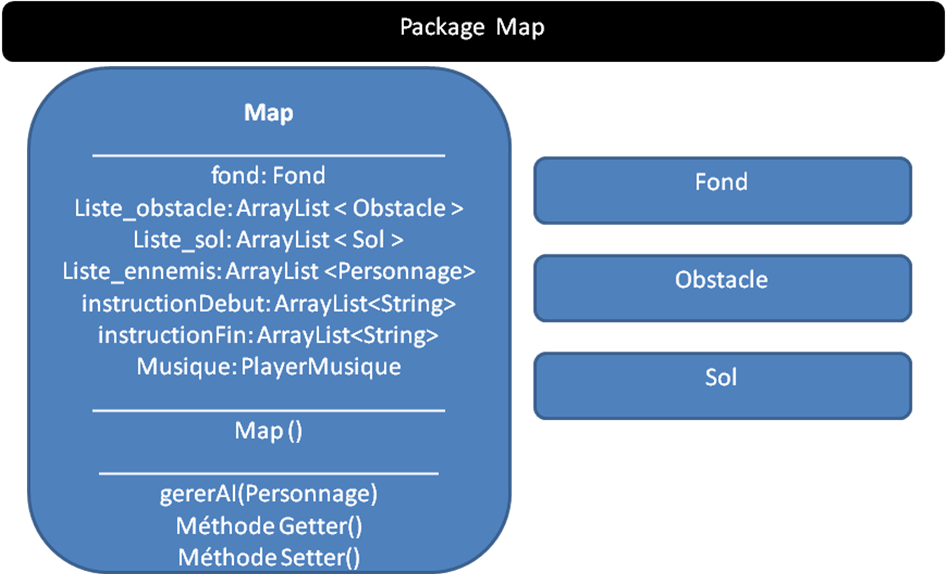 Package Map
Map
fond: Fond
Liste_obstacle: ArrayList < Obstacle >
Liste_sol: ArrayList < Sol >
Liste_ennemis: ArrayList <Personnage>
instructionDebut: ArrayList<String>
instructionFin: ArrayList<String>
Musique: PlayerMusique
Map ()
gererAI(Personnage)
Méthode Getter()
Méthode Setter()
Fond
Obstacle
Sol